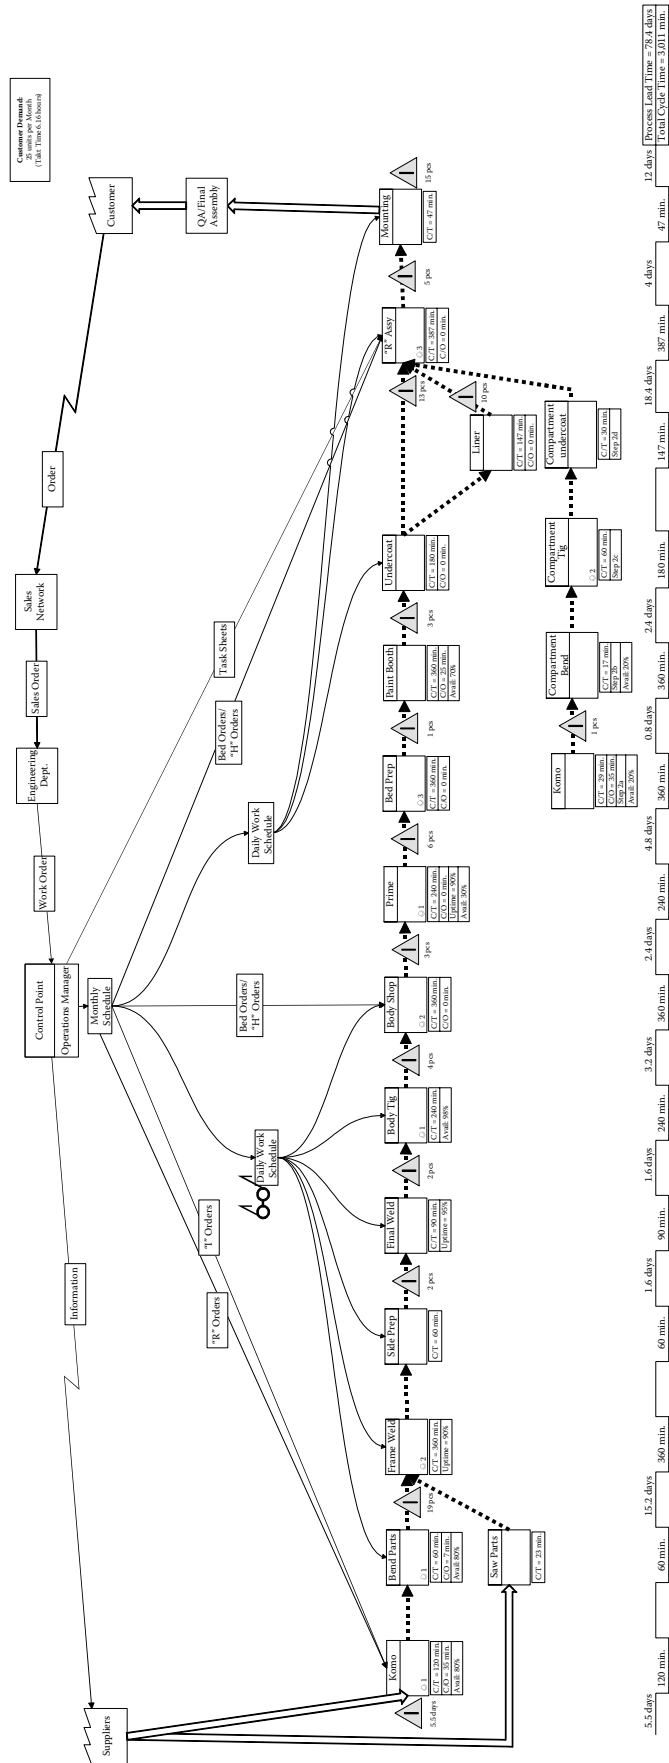 Customer Demand:
25 units per Month
(Takt Time 6.16 hours)
Suppliers
Information
Control Point
Operations Manager
Work Order
Engineering
Dept.
Sales Order
Sales
Network
Order
Customer
QA/Final
Assembly
Monthly
Schedule
"R" Orders
"I" Orders
Daily Work
Schedule
Bed Orders/
"H" Orders
Daily Work
Schedule
Bed Orders/
"H" Orders
Task Sheets
5.5 days
Komo
1
C/T = 120 min.
C/O = 35 min.
Avail: 80%
Bend Parts
1
C/T = 60 min.
C/O = 7 min.
Avail: 80%
19 pcs
Saw Parts
C/T = 23 min.
Frame Weld
2
C/T = 360 min.
Uptime = 90%
Side Prep
C/T = 60 min.
2 pcs
Final Weld
C/T = 90 min.
Uptime = 95%
2 pcs
Body Tig
1
C/T = 240 min.
Avail: 98%
4 pcs
Body Shop
2
C/T = 360 min.
C/O = 0 min.
3 pcs
Prime
1
C/T = 240 min.
C/O = 0 min.
Uptime = 90%
Avail: 30%
6 pcs
Bed Prep
3
C/T = 360 min.
C/O = 0 min.
1 pcs
Paint Booth
C/T = 360 min.
C/O = 25 min.
Avail: 70%
3 pcs
Undercoat
C/T = 180 min.
C/O = 0 min.
13 pcs
Liner
C/T = 147 min.
C/O = 0 min.
10 pcs
"R" Assy
3
C/T = 387 min.
C/O = 0 min.
5 pcs
Mounting
C/T = 47 min.
15 pcs
Komo
C/T = 29 min.
C/O = 35 min.
Step 2a
Avail: 20%
1 pcs
Compartment
Bend
C/T = 17 min.
Step 2b
Avail: 20%
Compartment
Tig
2
C/T = 60 min.
Step 2c
Compartment
undercoat
C/T = 30 min.
Step 2d
5.5 days
120 min.
60 min.
15.2 days
360 min.
60 min.
1.6 days
90 min.
1.6 days
240 min.
3.2 days
360 min.
2.4 days
240 min.
4.8 days
360 min.
0.8 days
360 min.
2.4 days
180 min.
147 min.
18.4 days
387 min.
4 days
47 min.
12 days
Process Lead Time = 78.4 days
Total Cycle Time = 3,011 min.